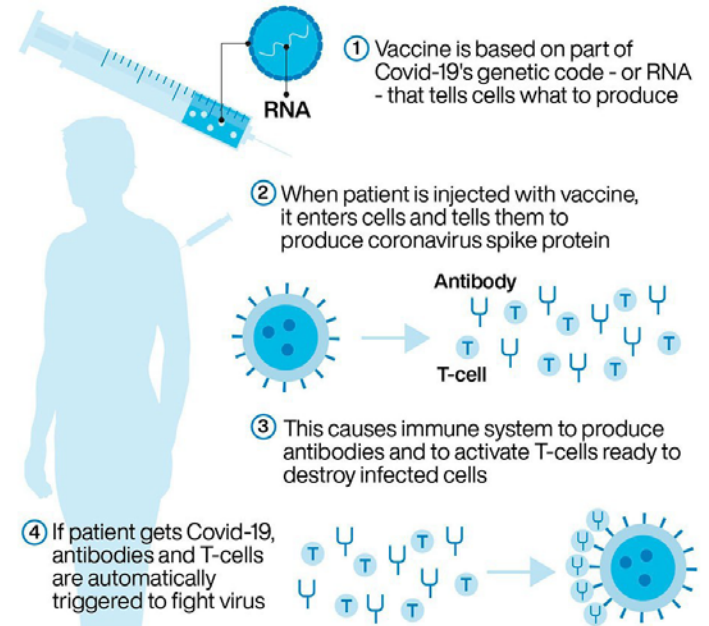 1 Vaccine is based on part of
Covid-19's genetic code - or RNA
- that tells cells what to produce
RNA
2 When patient is injected with vaccine,
it enters cells and tells them to
produce coronavirus spike protein
Antibody
T T T T T T T
T-cell
3 This causes immune system to produce
antibodies and to activate T-cells ready to
destroy infected cells
4 If patient gets Covid-19,
antibodies and T-cells
are automatically
triggered to fight virus
T T T T T T